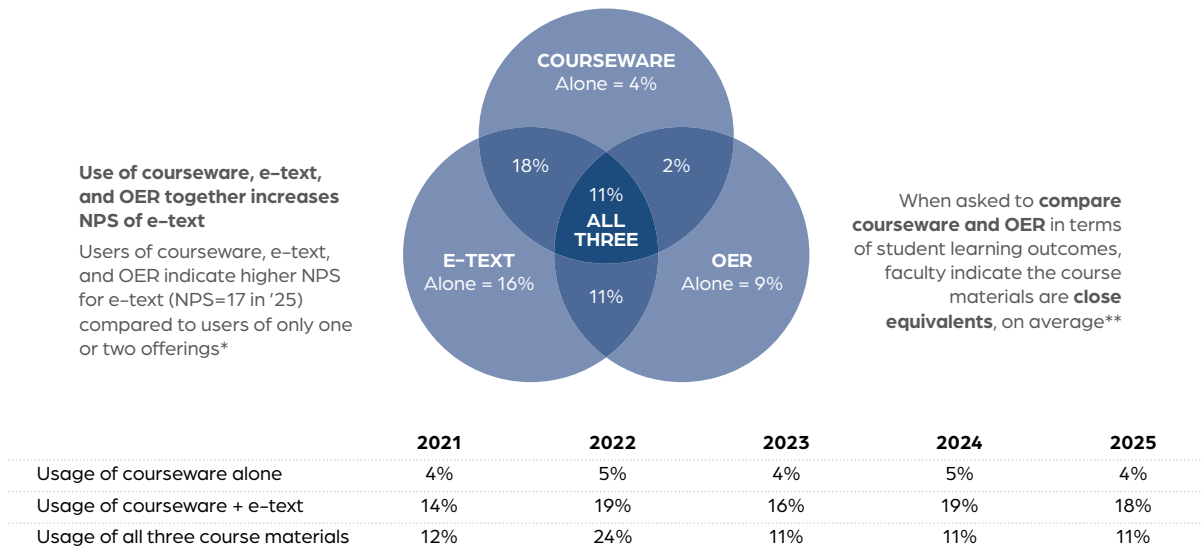 COURSEWARE
Alone = 4%
18%
2%
11%
ALL
THREE
E-TEXT
Alone = 16%
OER
Alone = 9%
11%
Use of courseware, e-text,
and OER together increases
NPS of e-text
Users of courseware, e-text,
and OER indicate higher NPS
for e-text (NPS=17 in ’25)
compared to users of only one
or two offerings*
When asked to compare
courseware and OER in terms
of student learning outcomes,
faculty indicate the course
materials are close
equivalents, on average**
2021 2022 2023 2024 2025
Usage of courseware alone 4% 5% 4% 5% 4%
Usage of courseware + e-text 14% 19% 16% 19% 18%
Usage of all three course materials 12% 24% 11% 11% 11%